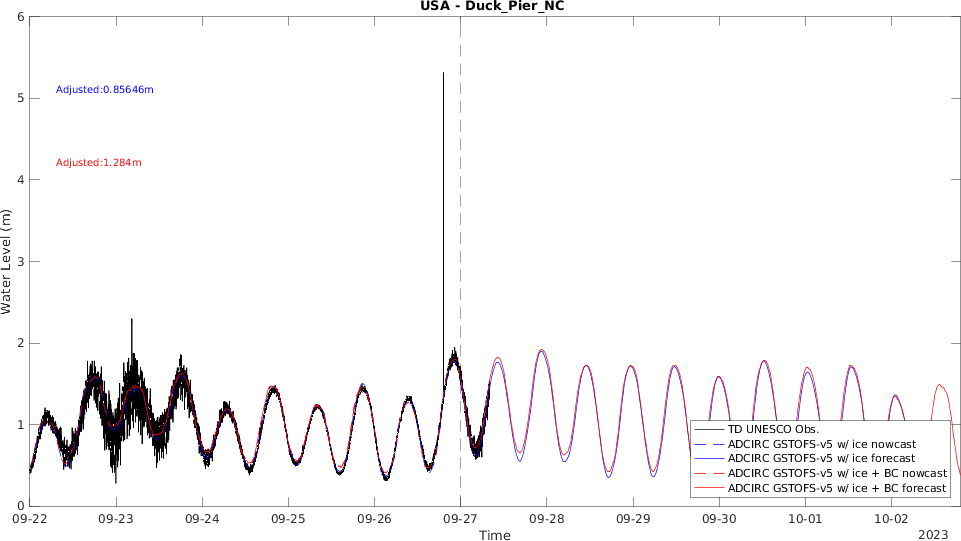 USA - Duck_Pier_NC
6
5
4
3
2
1
0
Water Level (m)
Adjusted:0.85646m
Adjusted:1.284m
TD UNESCO Obs.
ADCIRC GSTOFS-v5 w/ ice nowcast
ADCIRC GSTOFS-v5 w/ ice forecast
ADCIRC GSTOFS-v5 w/ ice + BC nowcast
ADCIRC GSTOFS-v5 w/ ice + BC forecast
09-22 09-23 09-24 09-25 09-26 09-27 09-28 09-29 09-30 10-01 10-02
Time
2023